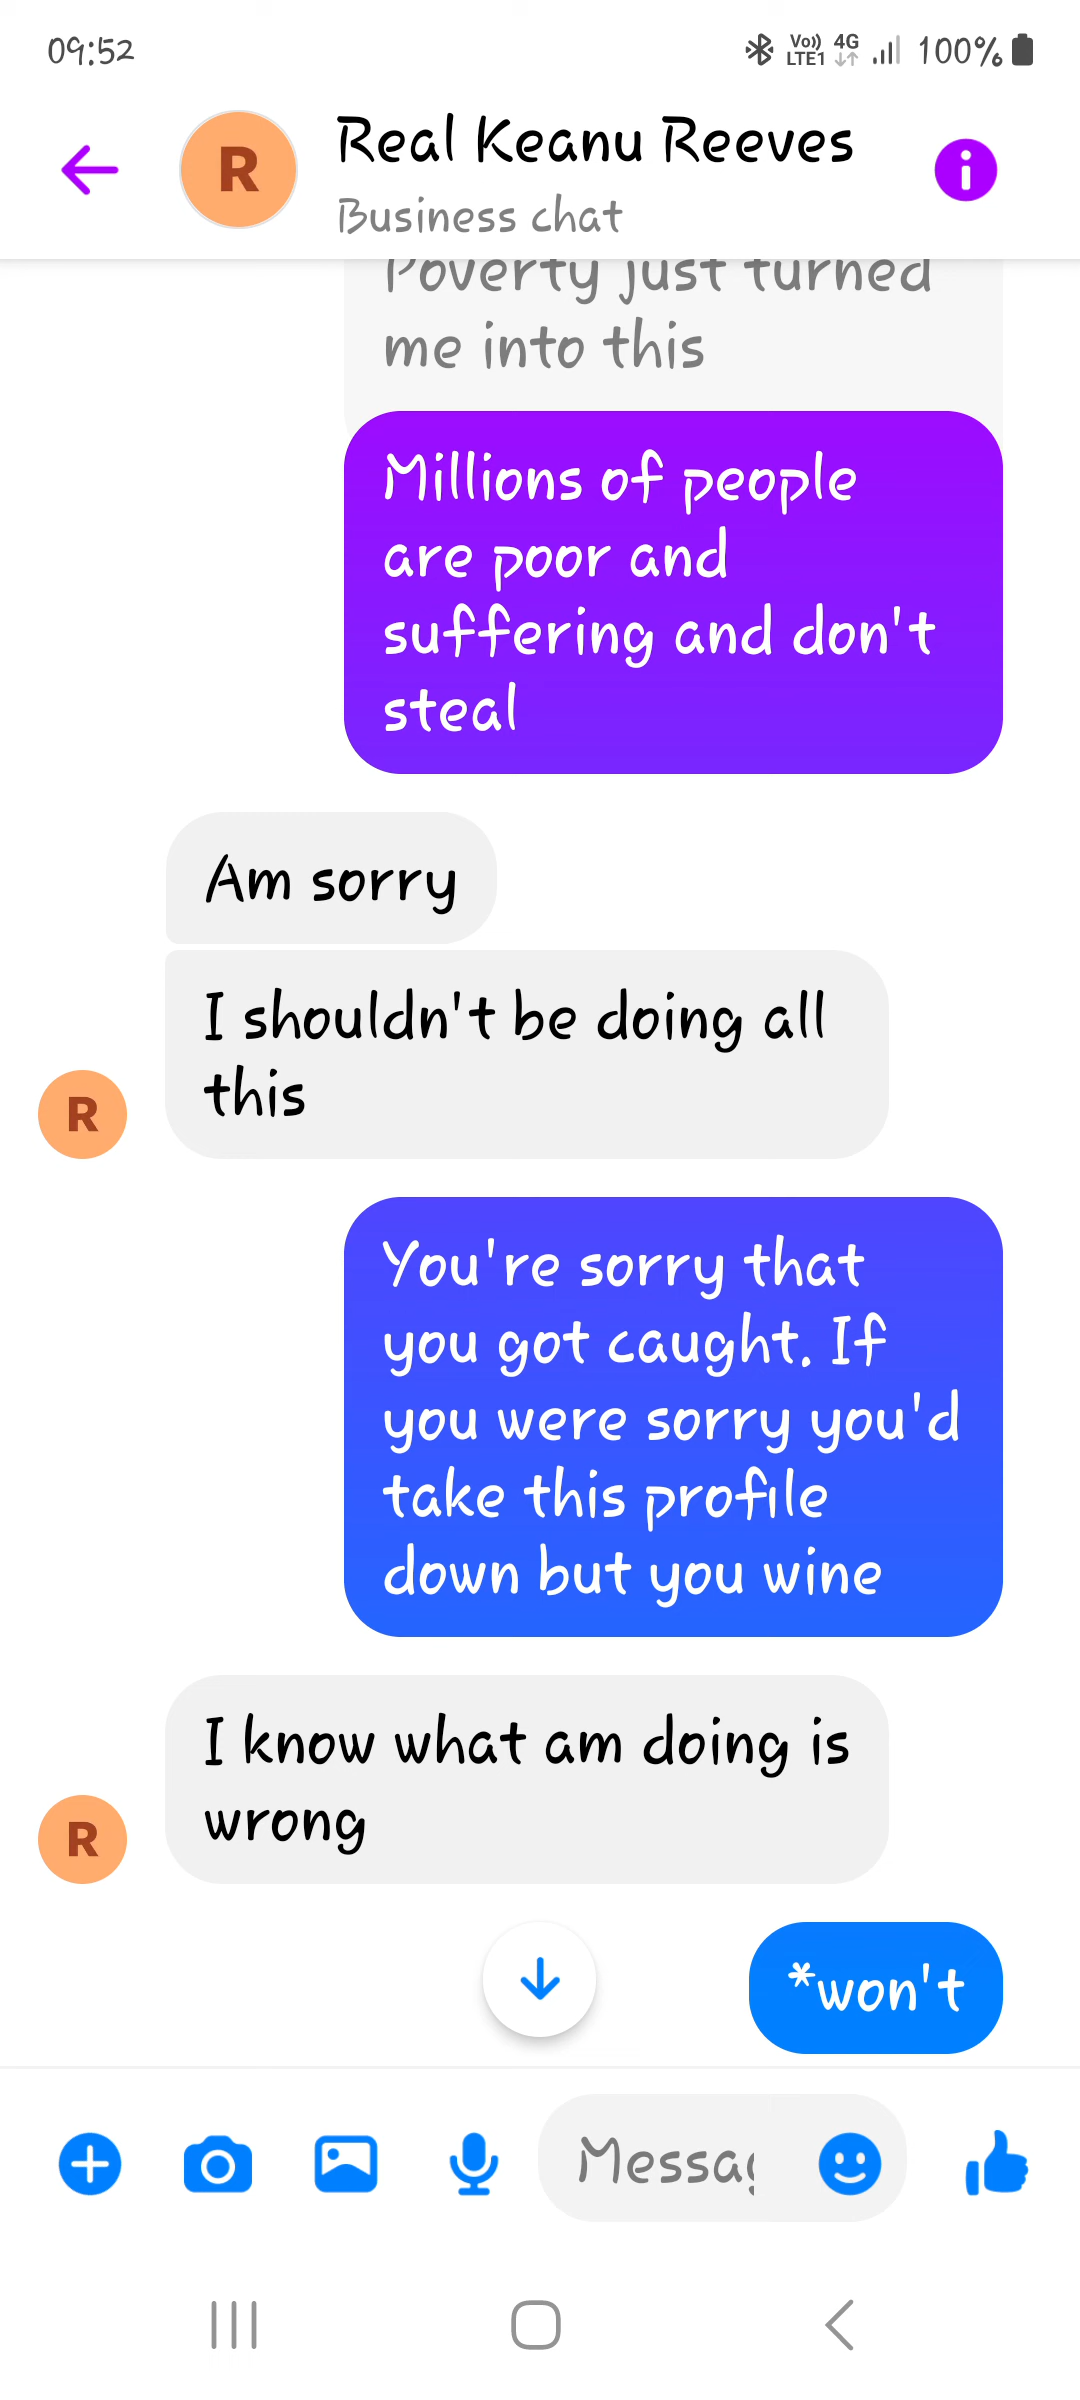 09:52
Vo))
LTE1
4G
100%
R
Real Keanu Reeves
Business chat
Poverty just turned
me into this
Millions of people
are poor and
suffering and don't
steal
Am sorry
I shouldn't be doing all
this
R
You're sorry that
you got caught. If
you were sorry you'd
take this profile
down but you wine
I know what am doing is
wrong
R
*won't